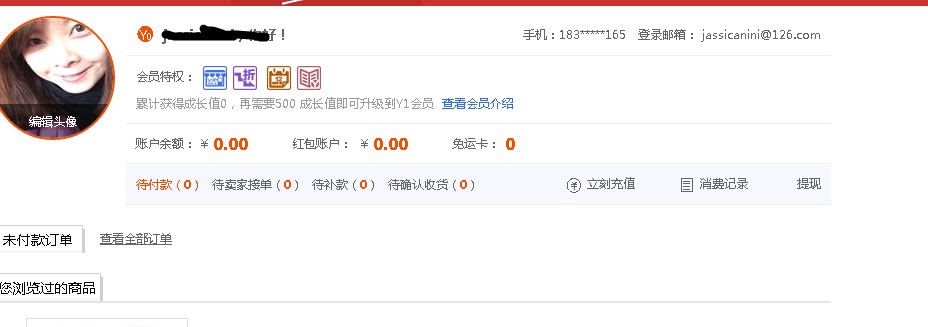 手机：183*****165 登录邮箱： jassicanini@126.com
会员特权：
折
累计获得成长值0，再需要500 成长值即可升级到Y1会员 查看会员介绍
编辑头像
账户余额： ¥ 0.00 红包账户： ¥ 0.00 免运卡： 0
待付款（0） 待卖家接单（0） 待补款（0） 待确认收货（0） ¥ 立刻充值 消费记录 提现
未付款订单 查看全部订单
您浏览过的商品